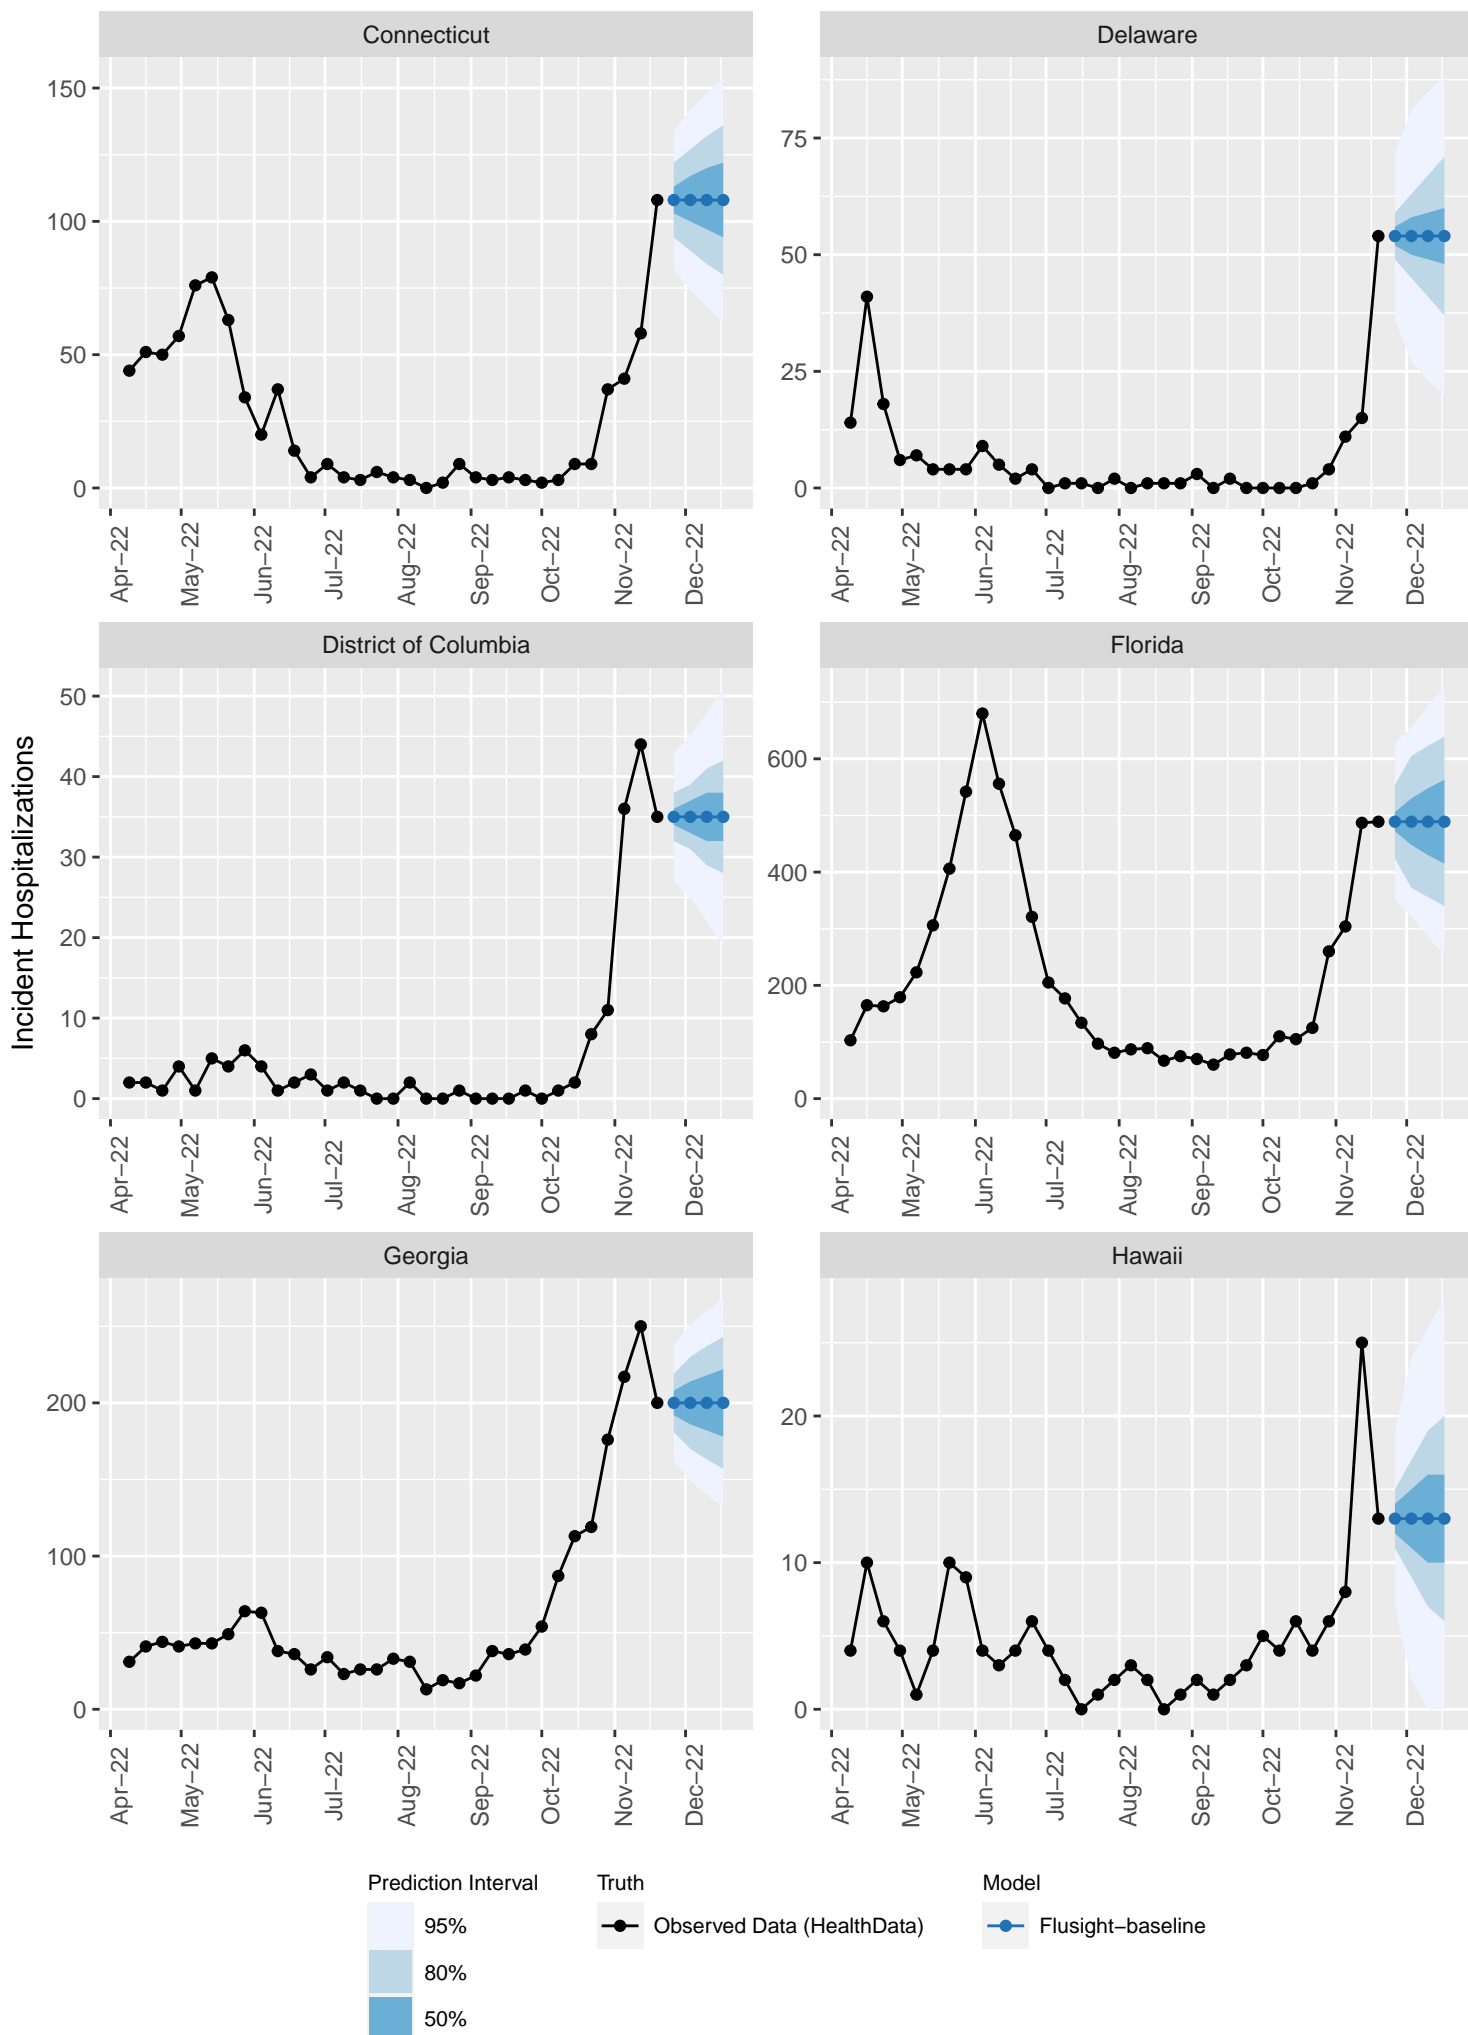 Connecticut
Delaware
150
100
50
0
75
50
25
0
Apr−22
May−22
Jun−22
Jul−22
Aug−22
Sep−22
Oct−22
Nov−22
Dec−22
Apr−22
May−22
Jun−22
Jul−22
Aug−22
Sep−22
Oct−22
Nov−22
Dec−22
District of Columbia
Florida
Incident Hospitalizations
50
40
30
20
10
0
600
400
200
0
Apr−22
May−22
Jun−22
Jul−22
Aug−22
Sep−22
Oct−22
Nov−22
Dec−22
Apr−22
May−22
Jun−22
Jul−22
Aug−22
Sep−22
Oct−22
Nov−22
Dec−22
Georgia
Hawaii
200
100
0
20
10
0
Apr−22
May−22
Jun−22
Jul−22
Aug−22
Sep−22
Oct−22
Nov−22
Dec−22
Apr−22
May−22
Jun−22
Jul−22
Aug−22
Sep−22
Oct−22
Nov−22
Dec−22
Prediction Interval
95%
80%
50%
Truth
Observed Data (HealthData)
Model
Flusight−baseline